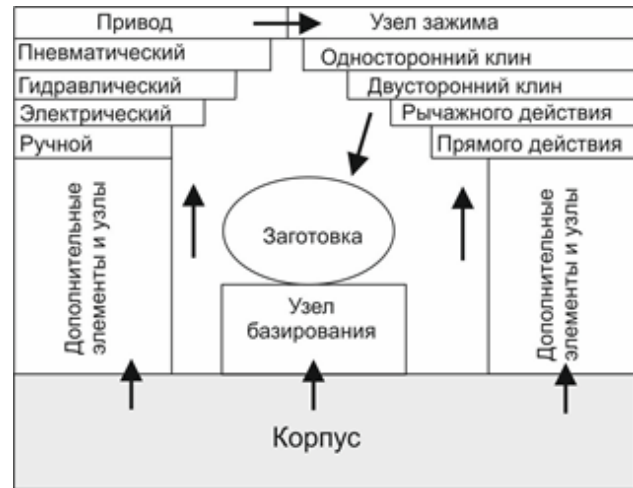 Привод
Узел зажима
Пневматический
Односторонний клин
Гидравлический
Двусторонний клин
Электрический
Рычажного действия
Ручной
Прямого действия
Дополнительные
элементы и узлы
Заготовка
Узел
базирования
Дополнительные
элементы и узлы
Корпус